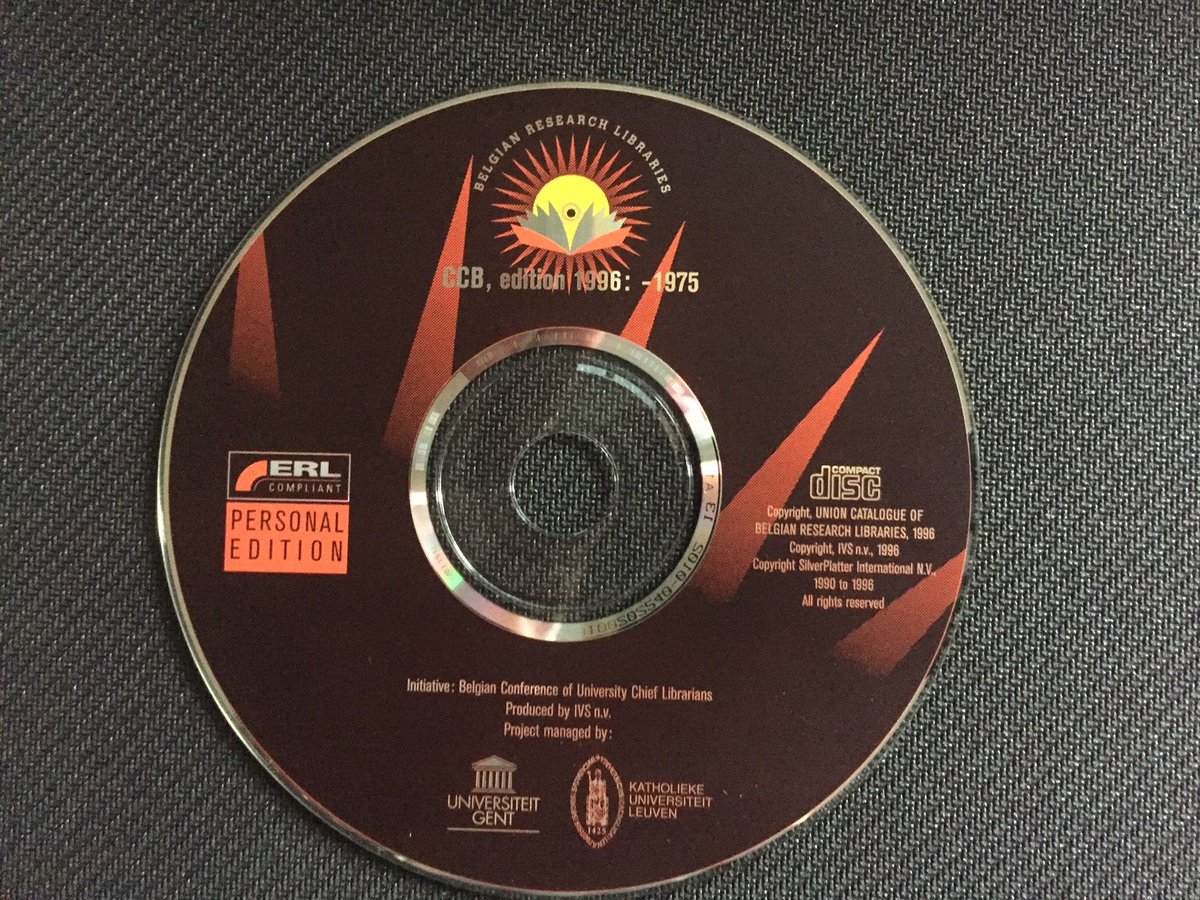 BELGIAN RESEARCH LIBRARIES
CCB, edition 1996: -1975
ERL
COMPLIANT
PERSONAL
EDITION
COMPACT
disc
Copyright, UNION CATALOGUE OF
BELGIAN RESEARCH LIBRARIES, 1996
Copyright, IVS n.v., 1996
Copyright SilverPlatter International N.V.,
1990 to 1996
All rights reserved
Initiative: Belgian Conference of University Chief Librarians
Produced by IVS n.v.
Project managed by:
UNIVERSITEIT
GENT
1425
KATHOLIEKE
UNIVERSITEIT
LEUVEN